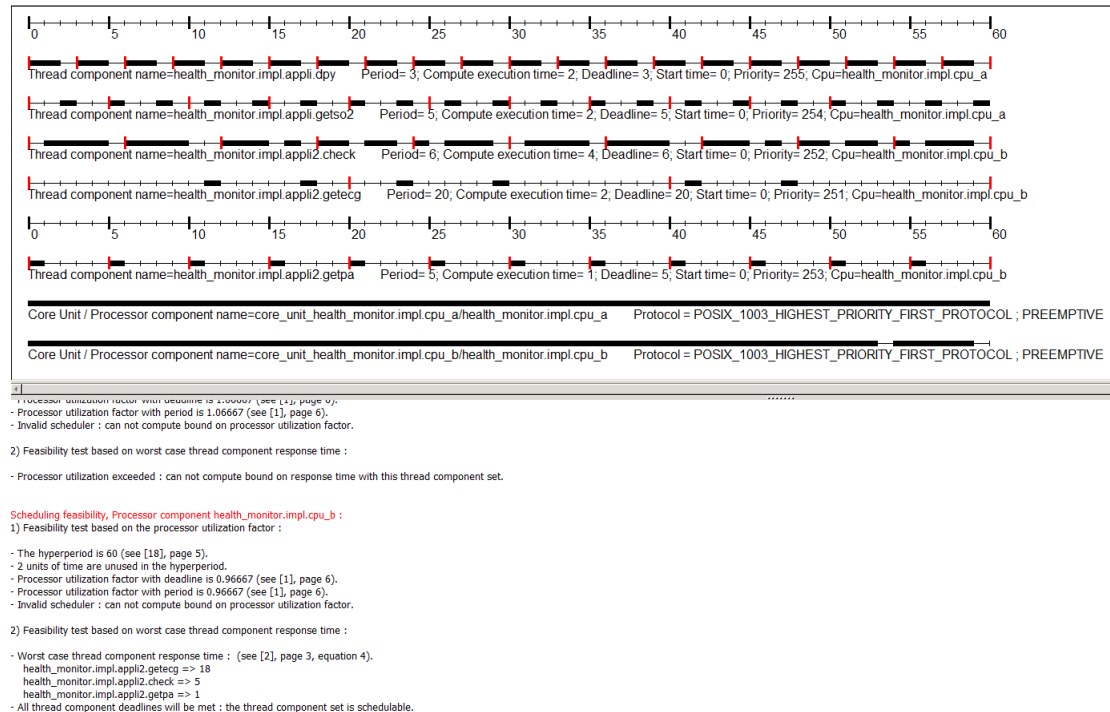 0 5 10 15 20 25 30 35 40 45 50 55 60
Thread component name=health_monitor.impl.appli.dpy Period= 3; Compute execution time= 2; Deadline= 3; Start time= 0; Priority= 255; Cpu=health_monitor.impl.cpu_a
Thread component name=health_monitor.impl.appli.getso2 Period= 5; Compute execution time= 2; Deadline= 5; Start time= 0; Priority= 254; Cpu=health_monitor.impl.cpu_a
Thread component name=health_monitor.impl.appli2.check Period= 6; Compute execution time= 4; Deadline= 6; Start time= 0; Priority= 252; Cpu=health_monitor.impl.cpu_b
Thread component name=health_monitor.impl.appli2.getecg Period= 20; Compute execution time= 2; Deadline= 20; Start time= 0; Priority= 251; Cpu=health_monitor.impl.cpu_b
0 5 10 15 20 25 30 35 40 45 50 55 60
Thread component name=health_monitor.impl.appli2.getpa Period= 5; Compute execution time= 1; Deadline= 5; Start time= 0; Priority= 253; Cpu=health_monitor.impl.cpu_b
Core Unit / Processor component name=core_unit_health_monitor.impl.cpu_a/health_monitor.impl.cpu_a Protocol = POSIX_1003_HIGHEST_PRIORITY_FIRST_PROTOCOL ; PREEMPTIVE
Core Unit / Processor component name=core_unit_health_monitor.impl.cpu_b/health_monitor.impl.cpu_b Protocol = POSIX_1003_HIGHEST_PRIORITY_FIRST_PROTOCOL ; PREEMPTIVE
- Processor utilization factor with deadline is 1.06667 (see [1], page 6).
- Processor utilization factor with period is 1.06667 (see [1], page 6).
- Invalid scheduler : can not compute bound on processor utilization factor.
2) Feasibility test based on worst case thread component response time :
- Processor utilization exceeded : can not compute bound on response time with this thread component set.
Scheduling feasibility, Processor component health_monitor.impl.cpu_b :
1) Feasibility test based on the processor utilization factor :
- The hyperperiod is 60 (see [18], page 5).
- 2 units of time are unused in the hyperperiod.
- Processor utilization factor with deadline is 0.96667 (see [1], page 6).
- Processor utilization factor with period is 0.96667 (see [1], page 6).
- Invalid scheduler : can not compute bound on processor utilization factor.
2) Feasibility test based on worst case thread component response time :
- Worst case thread component response time : (see [2], page 3, equation 4).
health_monitor.impl.appli2.getecg => 18
health_monitor.impl.appli2.check => 5
health_monitor.impl.appli2.getpa => 1
- All thread component deadlines will be met : the thread component set is schedulable.